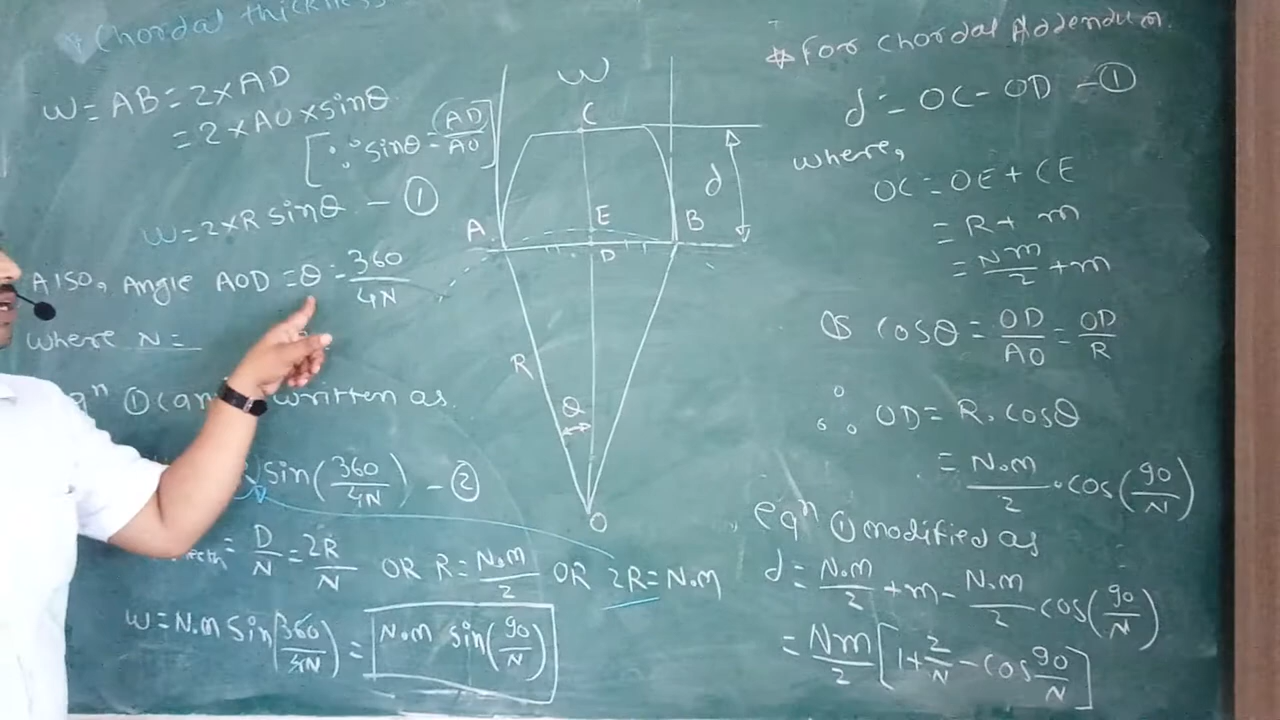 * Chordal thickness
W = AB = 2 × AD
= 2 × AO × sinθ
[∵ sinθ = AD/AO]
W = 2 × R sinθ — ①
Also, Angle AOD = θ = 360/4N
where N =
eqⁿ ① can written as
sin(360/4N) — ②
= D/N = 2R/N OR R = N.m/2 OR 2R = N.m
W = N.m sin(360/4N) = N.m sin(90/N)
W
C
d
A
E
B
D
R
θ
O
* For chordal Addendum
d = OC - OD — ①
where,
OC = OE + CE
= R + m
= Nm/2 + m
cosθ = OD/AO = OD/R
∴ OD = R. cosθ
= N.m/2 . cos(90/N)
eqⁿ ① modified as
d = N.m/2 + m - N.m/2 cos(90/N)
= Nm/2 [1 + 2/N - cos 90/N]